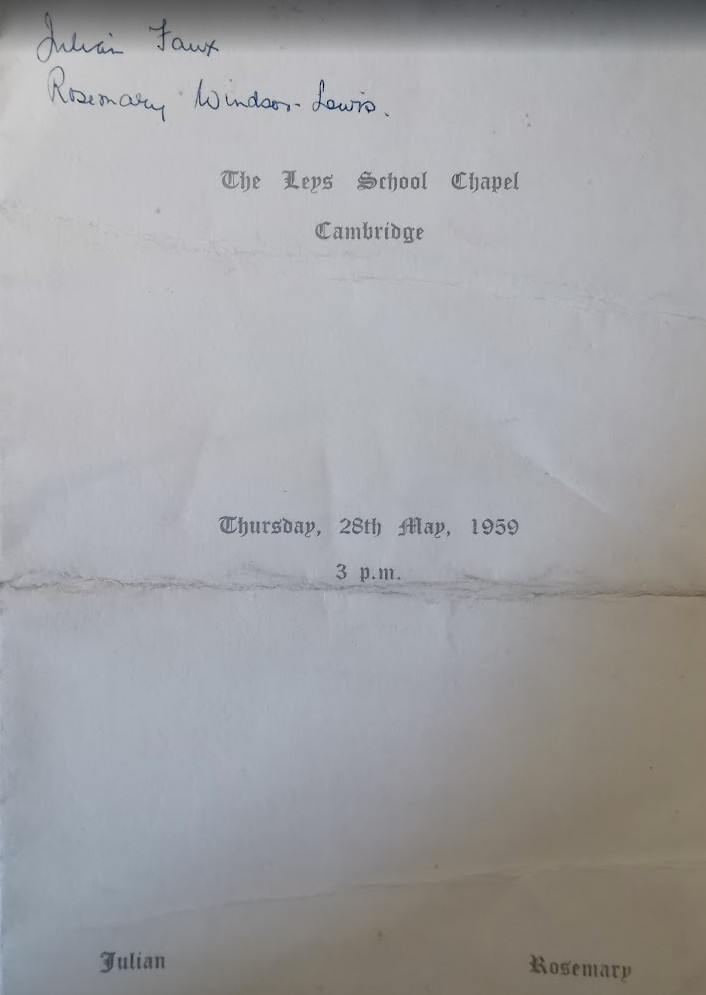 Julian Faux
Rosemary Windsor-Lewis.
The Leys School Chapel
Cambridge
Thursday, 28th May, 1959
3 p.m.
Julian Rosemary